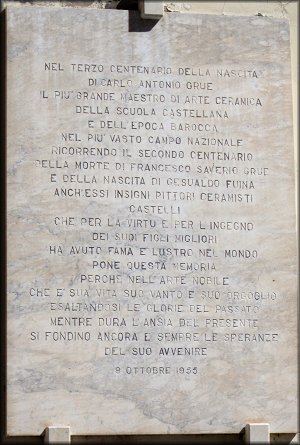 NEL TERZO CENTENARIO DELLA NASCITA
DI CARLO ANTONIO GRUE
IL PIU' GRANDE MAESTRO DI ARTE CERAMICA
DELLA SCUOLA CASTELLANA
E DELL'EPOCA BAROCCA
NEL PIU' VASTO CAMPO NAZIONALE
RICORRENDO IL SECONDO CENTENARIO
DELLA MORTE DI FRANCESCO SAVERIO GRUE
E DELLA NASCITA DI GESUALDO FUINA
ANCH'ESSI INSIGNI PITTORI CERAMISTI
CASTELLI
CHE PER LA VIRTU' E PER L'INGEGNO
DEI SUOI FIGLI MIGLIORI
HA AVUTO FAMA E LUSTRO NEL MONDO
PONE QUESTA MEMORIA
PERCHE' NELL'ARTE NOBILE
CHE E' SUA VITA SUO VANTO E SUO ORGOGLIO
ESALTANDOSI LE GLORIE DEL PASSATO
MENTRE DURA L'ANSIA DEL PRESENTE
SI FONDINO ANCORA E SEMPRE LE SPERANZE
DEL SUO AVVENIRE
9 OTTOBRE 1955